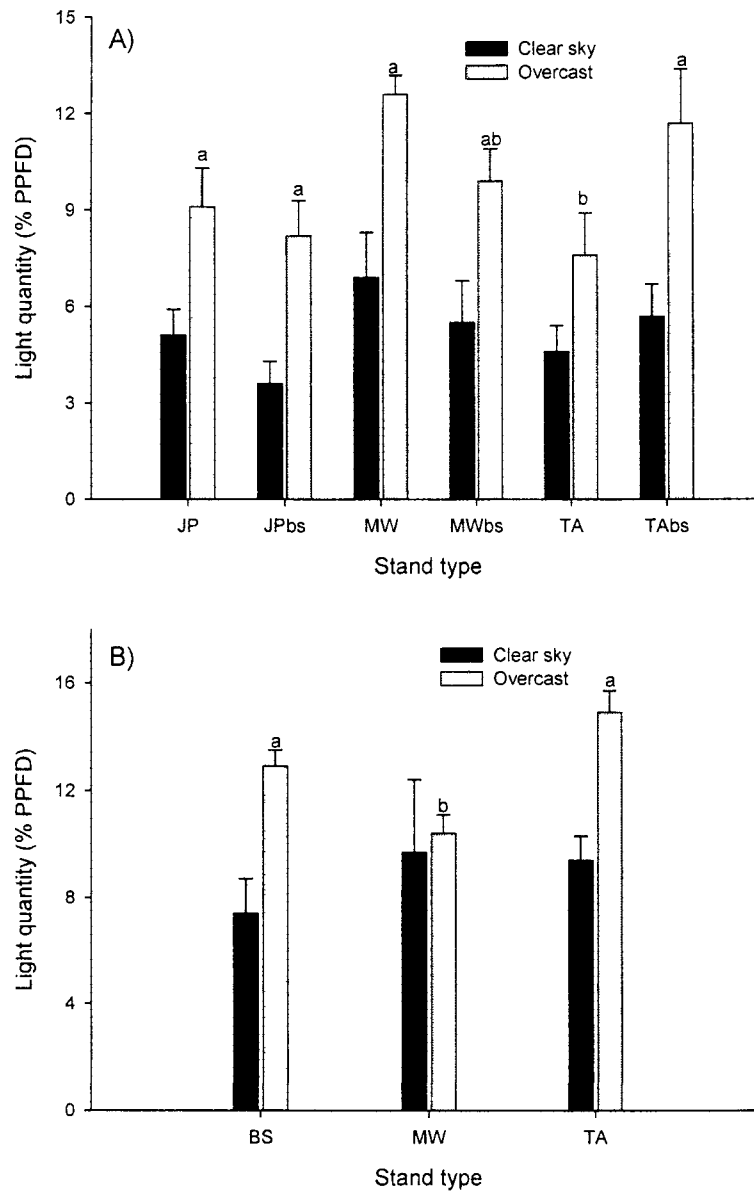 A)
Clear sky
Overcast
15
12
9
6
3
0
Light quantity (% PPFD)
a
a
a
ab
b
a
JP
JPbs
MW
MWbs
TA
TAbs
Stand type
B)
Clear sky
Overcast
16
12
8
4
0
Light quantity (% PPFD)
a
b
a
BS
MW
TA
Stand type